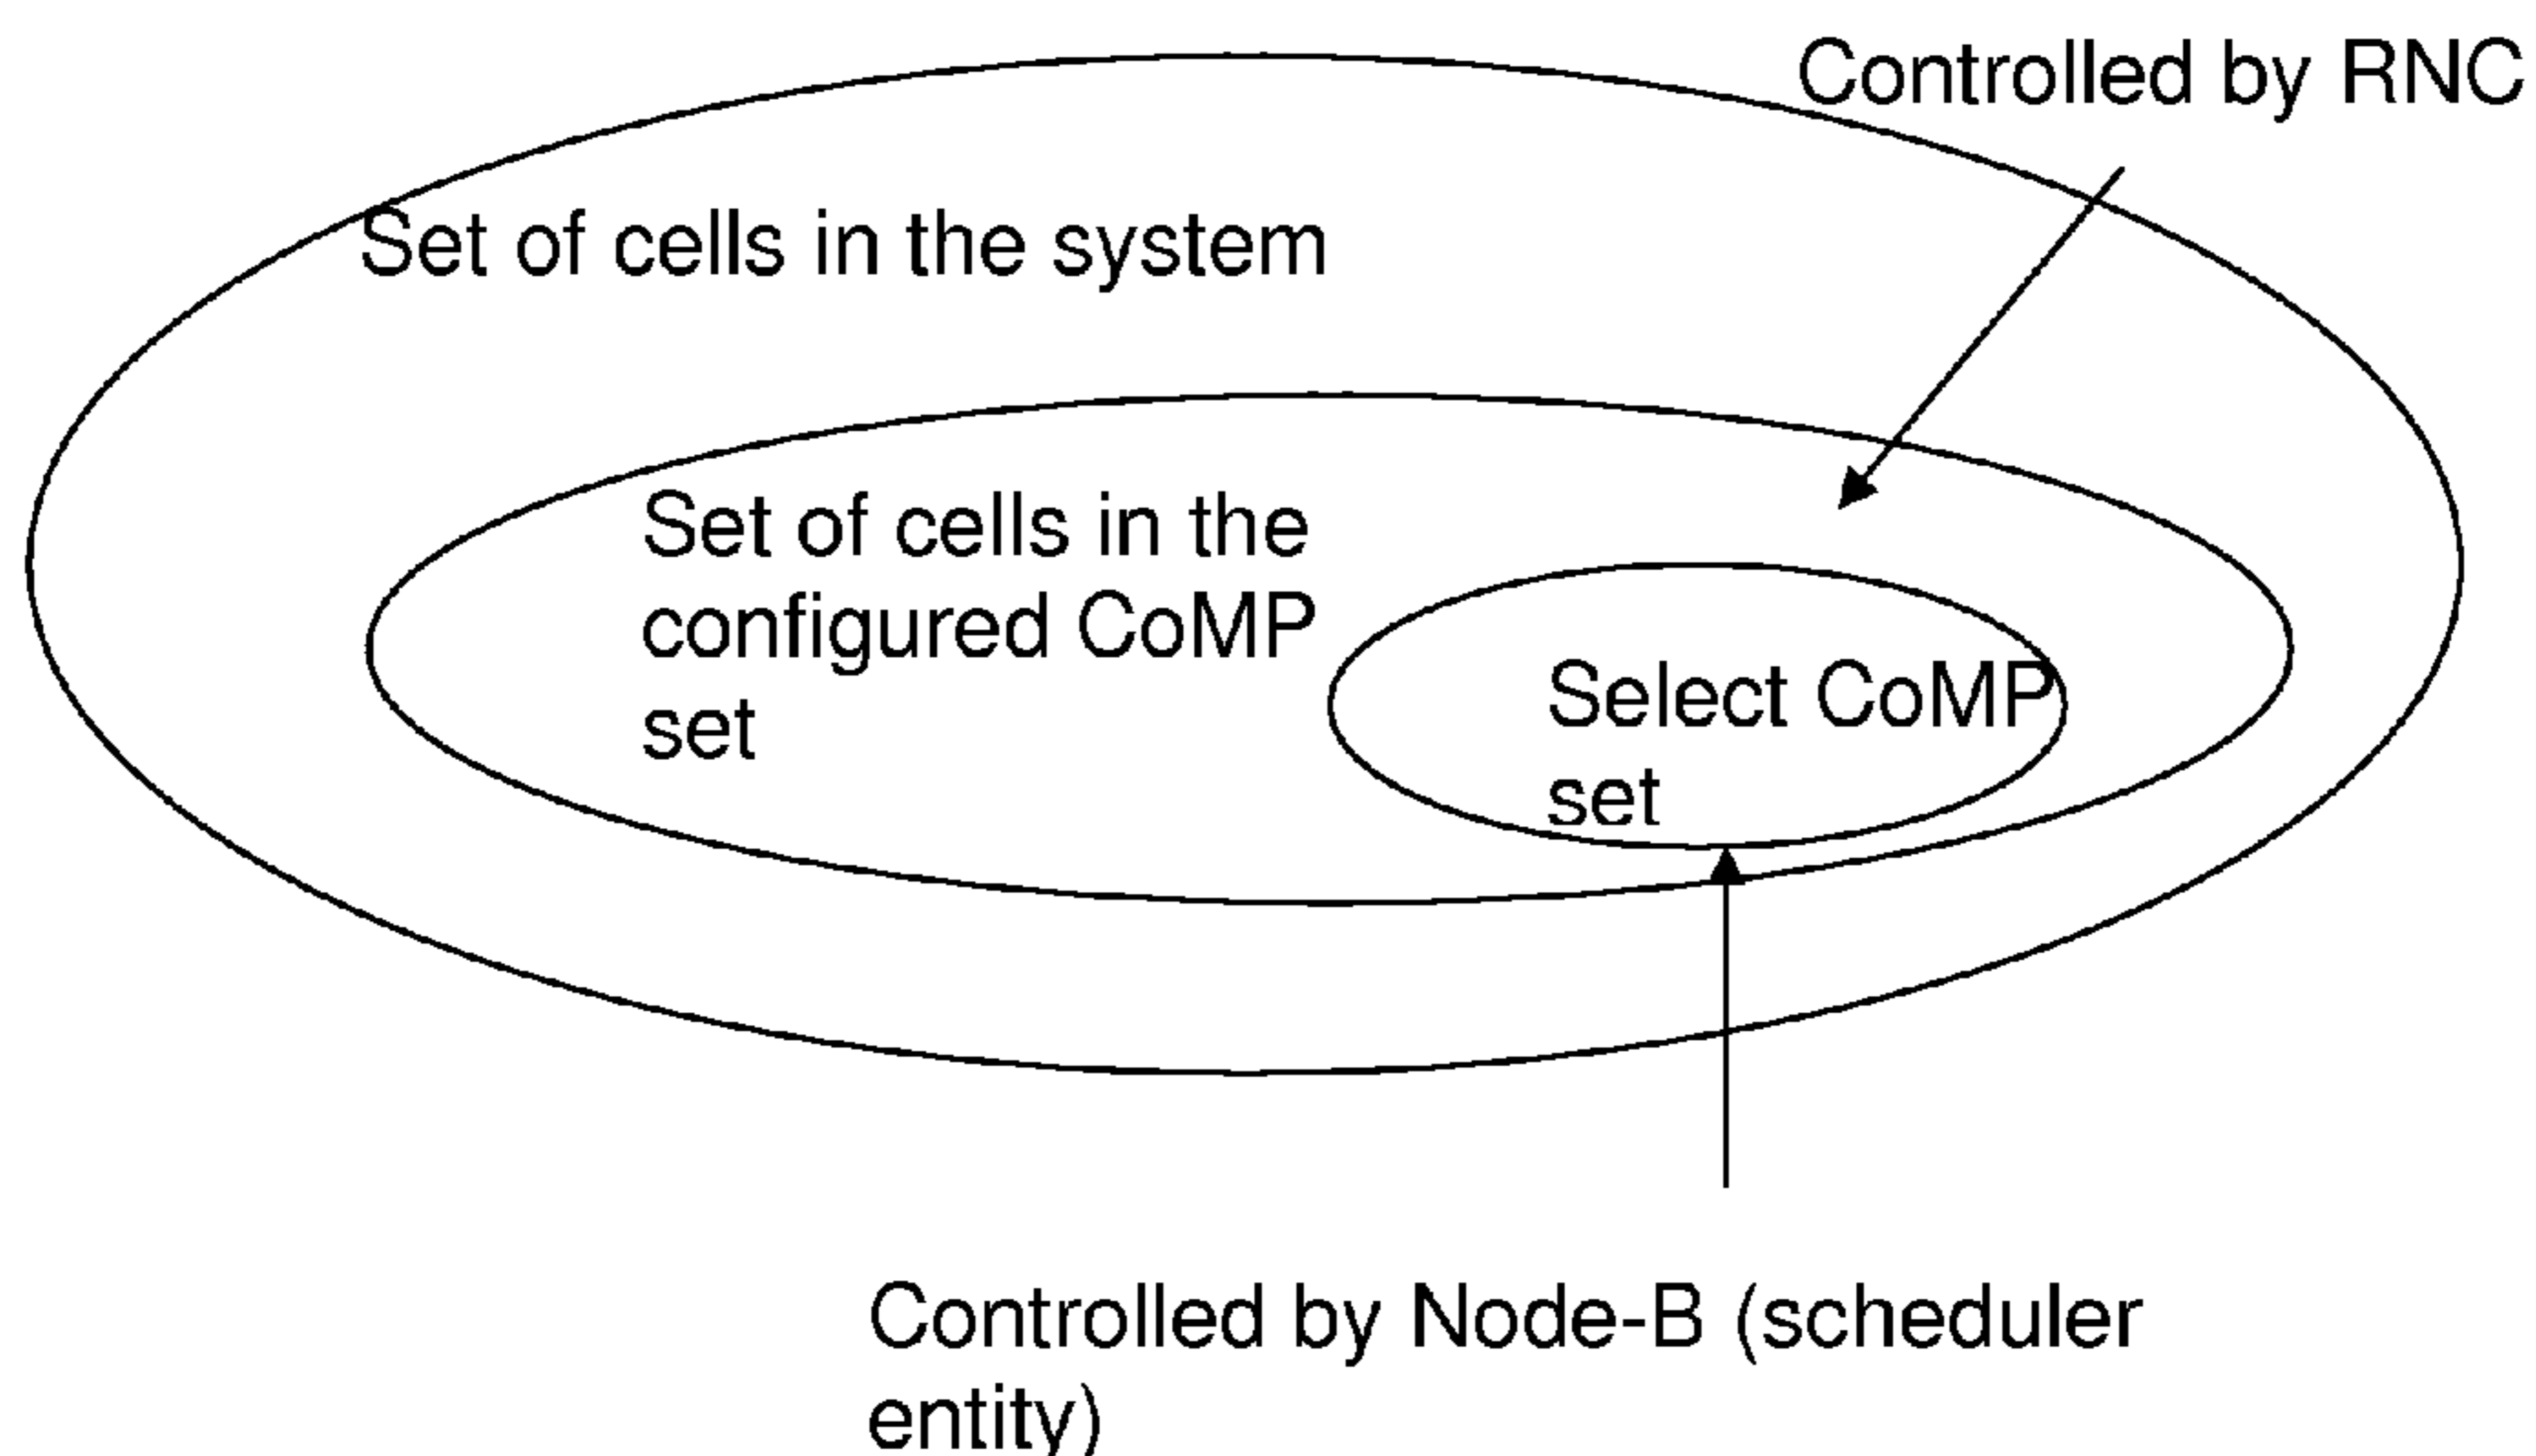 Controlled by RNC
Set of cells in the system
Set of cells in the
configured CoMP
set
Select CoMP
set
Controlled by Node-B (scheduler
entity)